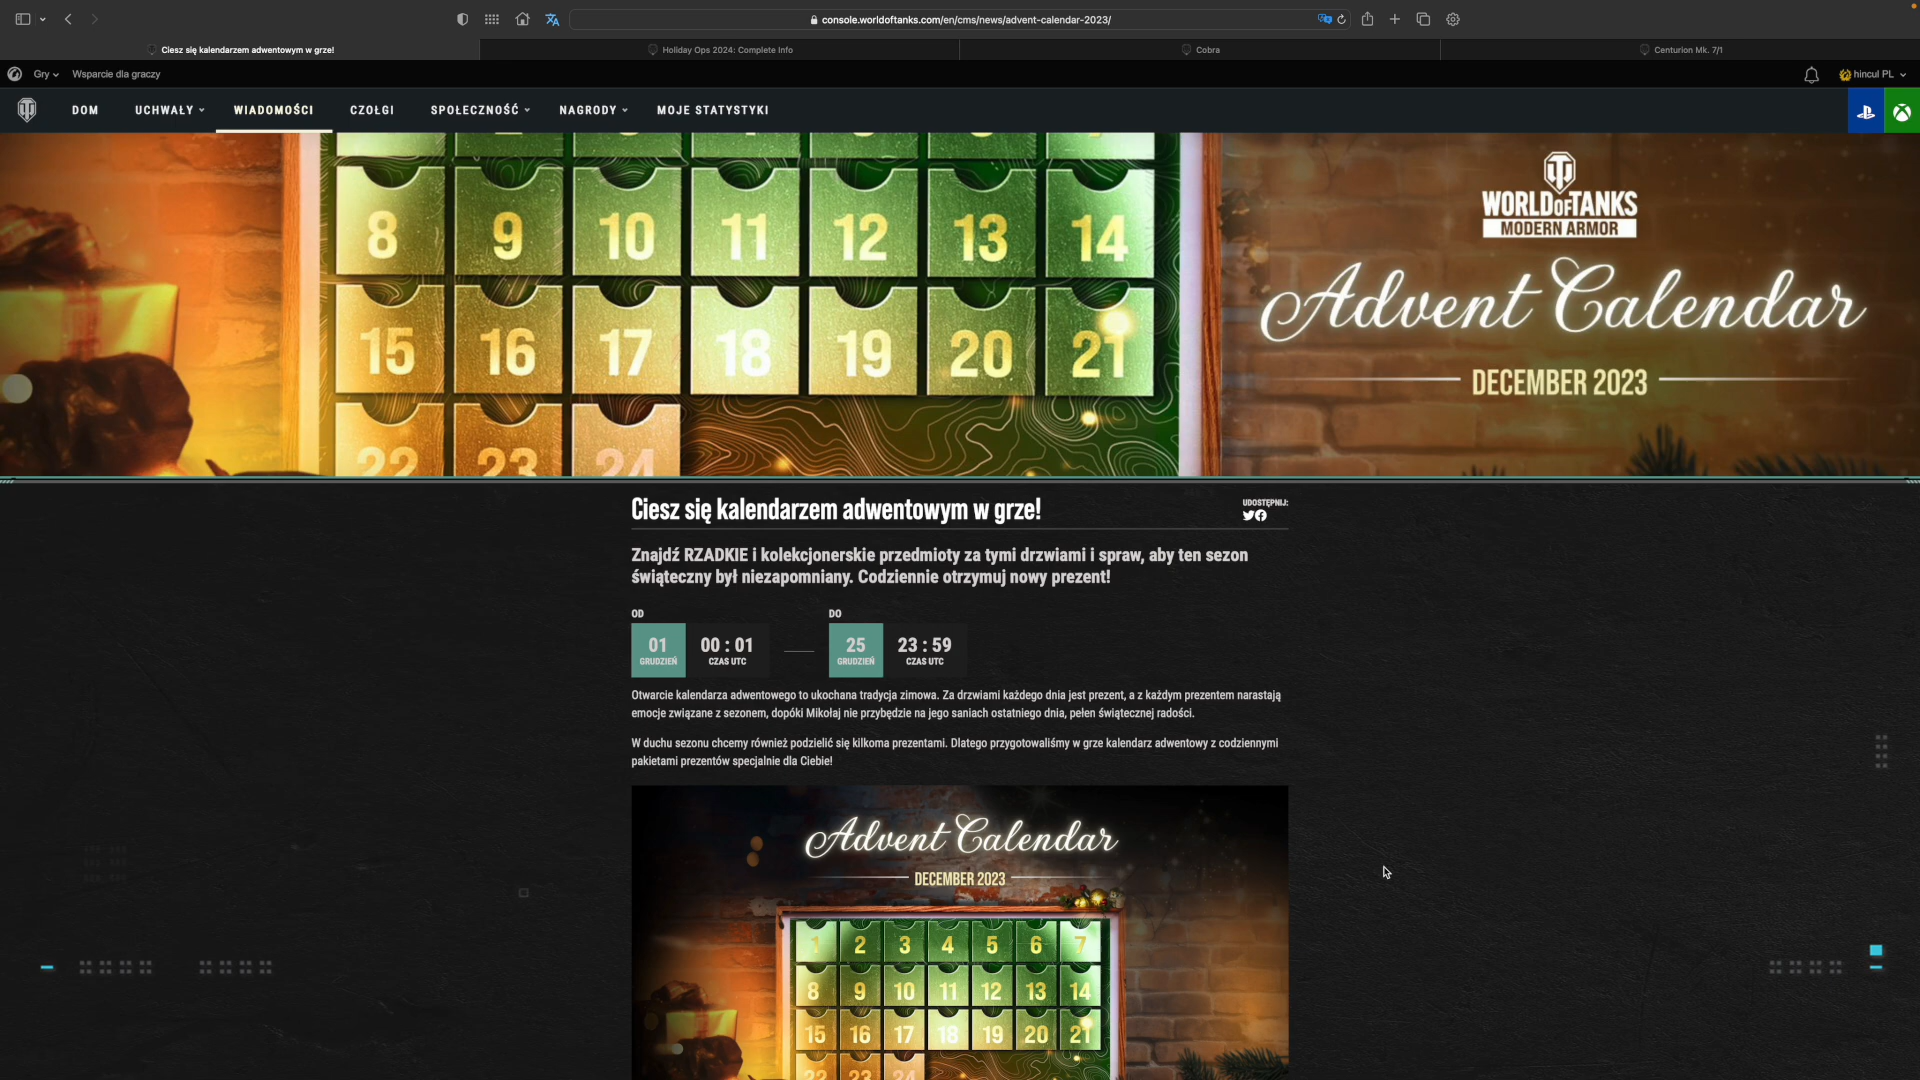 console.worldoftanks.com/en/cms/news/advent-calendar-2023/
Ciesz się kalendarzem adwentowym w grze!
Holiday Ops 2024: Complete Info
Cobra
Centurion Mk. 7/1
Gry
Wsparcie dla graczy
hincul PL
DOM
UCHWAŁY
WIADOMOŚCI
CZOŁGI
SPOŁECZNOŚĆ
NAGRODY
MOJE STATYSTYKI
8 9 10 11 12 13 14
15 16 17 18 19 20 21
22 23 24
WORLD OF TANKS
MODERN ARMOR
Advent Calendar
DECEMBER 2023
Ciesz się kalendarzem adwentowym w grze!
UDOSTĘPNIJ:
Znajdź RZADKIE i kolekcjonerskie przedmioty za tymi drzwiami i spraw, aby ten sezon
świąteczny był niezapomniany. Codziennie otrzymuj nowy prezent!
OD
01
GRUDZIEŃ
00 : 01
CZAS UTC
DO
25
GRUDZIEŃ
23 : 59
CZAS UTC
Otwarcie kalendarza adwentowego to ukochana tradycja zimowa. Za drzwiami każdego dnia jest prezent, a z każdym prezentem narastają
emocje związane z sezonem, dopóki Mikołaj nie przybędzie na jego saniach ostatniego dnia, pełen świątecznej radości.
W duchu sezonu chcemy również podzielić się kilkoma prezentami. Dlatego przygotowaliśmy w grze kalendarz adwentowy z codziennymi
pakietami prezentów specjalnie dla Ciebie!
Advent Calendar
DECEMBER 2023
1 2 3 4 5 6 7
8 9 10 11 12 13 14
15 16 17 18 19 20 21
22 23 24